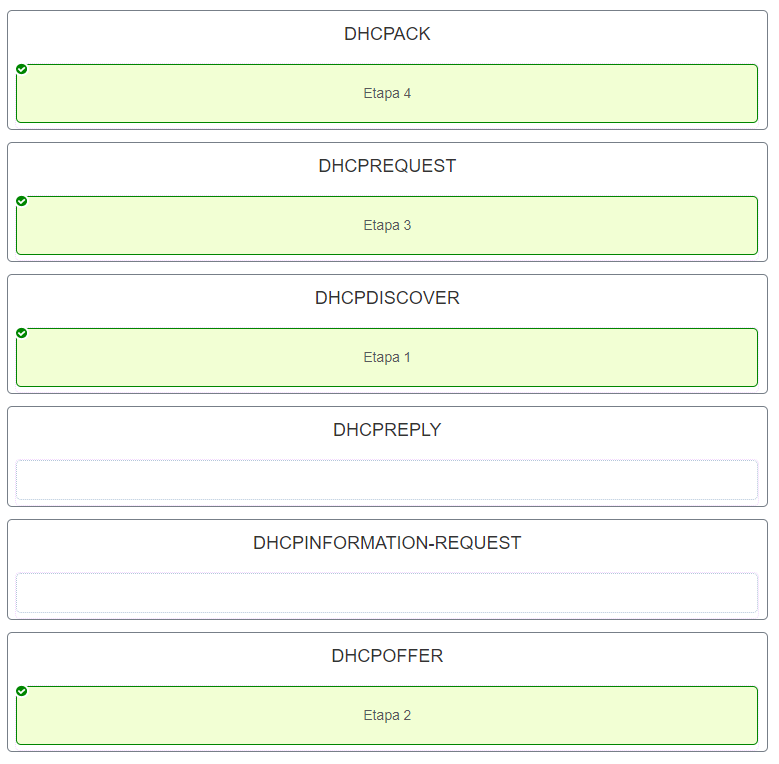 DHCPACK
Etapa 4
DHCPREQUEST
Etapa 3
DHCPDISCOVER
Etapa 1
DHCPREPLY
DHCPINFORMATION-REQUEST
DHCPOFFER
Etapa 2